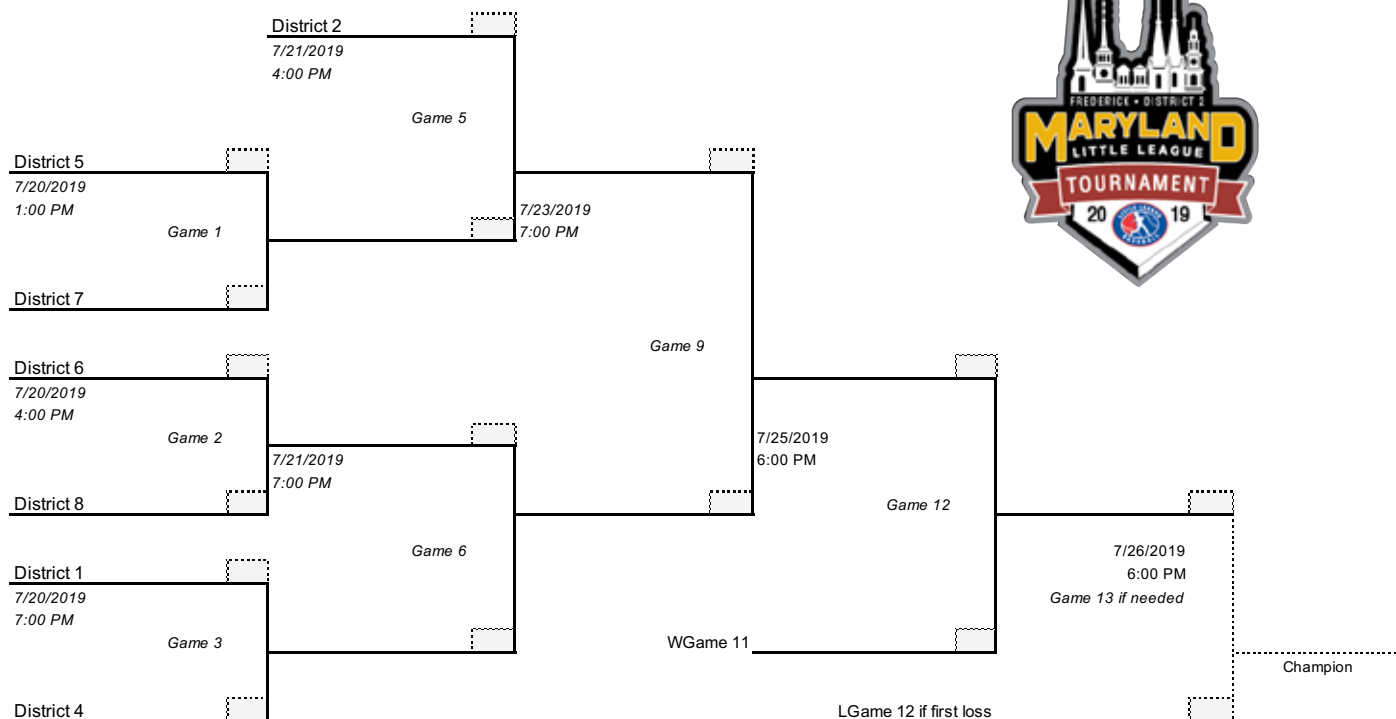 District 2
7/21/2019
4:00 PM
Game 5
FREDERICK • DISTRICT 2
MARYLAND
LITTLE LEAGUE
TOURNAMENT
20 19
District 5
7/20/2019
1:00 PM
Game 1
District 7
7/23/2019
7:00 PM
Game 9
District 6
7/20/2019
4:00 PM
Game 2
District 8
7/21/2019
7:00 PM
Game 6
7/25/2019
6:00 PM
Game 12
District 1
7/20/2019
7:00 PM
Game 3
District 4
WGame 11
7/26/2019
6:00 PM
Game 13 if needed
Champion
LGame 12 if first loss